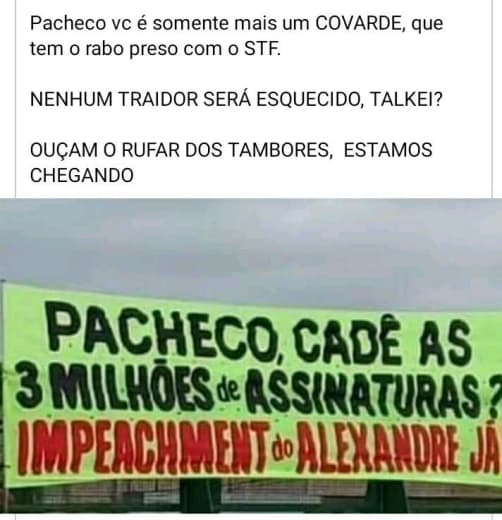 Pacheco vc é somente mais um COVARDE, que
tem o rabo preso com o STF.
NENHUM TRAIDOR SERÁ ESQUECIDO, TALKEI?
OUÇAM O RUFAR DOS TAMBORES, ESTAMOS
CHEGANDO
PACHECO, CADÊ AS
3 MILHÕES de ASSINATURAS?
IMPEACHMENT do ALEXANDRE JÁ